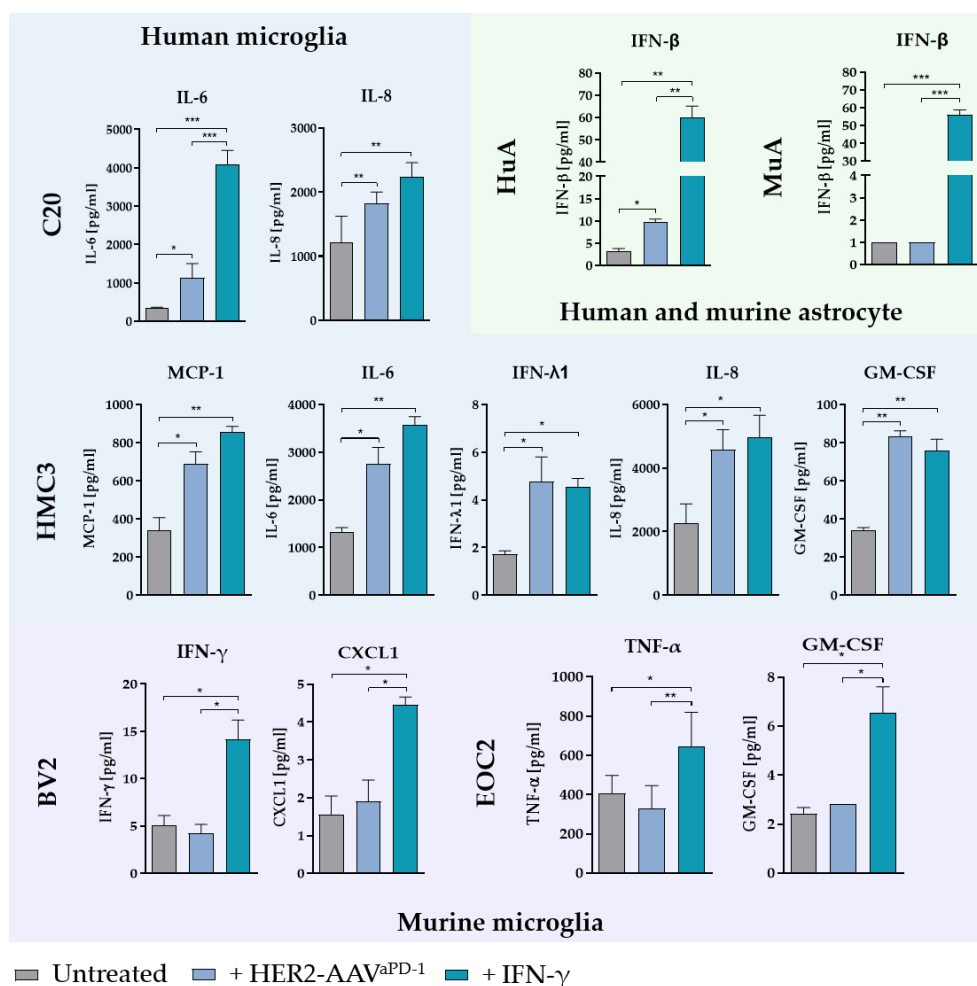 Human microglia
IL-6
IL-8
C20
IL-6 [pg/ml]
5000
4000
3000
2000
1000
0
*
***
***
IL-8 [pg/ml]
3000
2000
1000
0
**
**
IFN-β
IFN-β
HuA
IFN-β [pg/ml]
80
70
60
50
40
20
15
10
5
0
*
**
**
MuA
IFN-β [pg/ml]
80
70
60
50
40
30
4
3
2
1
0
***
***
Human and murine astrocyte
MCP-1
IL-6
IFN-λ1
IL-8
GM-CSF
HMC3
MCP-1 [pg/ml]
1000
800
600
400
200
0
*
**
IL-6 [pg/ml]
4000
3000
2000
1000
0
*
**
IFN-λ1 [pg/ml]
8
6
4
2
0
*
*
IL-8 [pg/ml]
6000
4000
2000
0
*
*
GM-CSF [pg/ml]
100
80
60
40
20
0
**
**
IFN-γ
CXCL1
TNF-α
GM-CSF
BV2
IFN-γ [pg/ml]
20
15
10
5
0
*
*
CXCL1 [pg/ml]
5
4
3
2
1
0
*
*
EOC2
TNF-α [pg/ml]
1000
800
600
400
200
0
*
**
GM-CSF [pg/ml]
8
6
4
2
0
*
*
Murine microglia
Untreated + HER2-AAVaPD-1 + IFN-γ